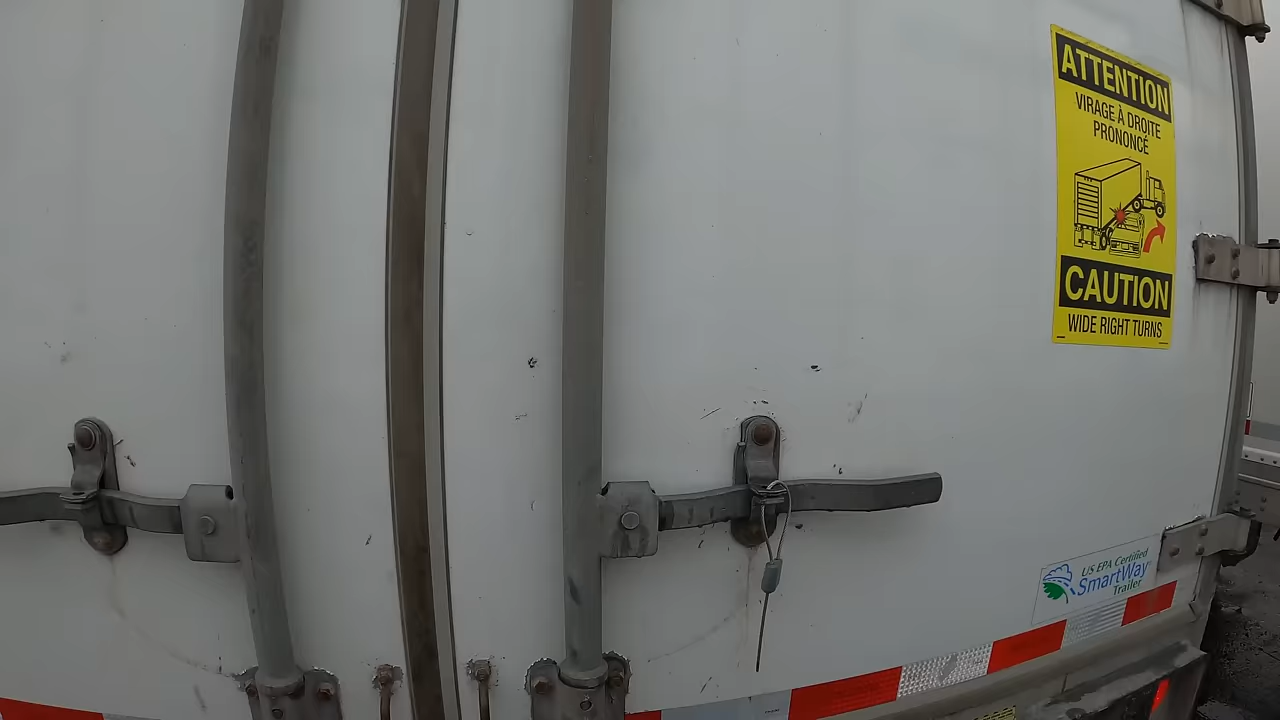 ATTENTION
VIRAGE À DROITE
PRONONCÉ
CAUTION
WIDE RIGHT TURNS
US EPA Certified
SmartWay
Trailer